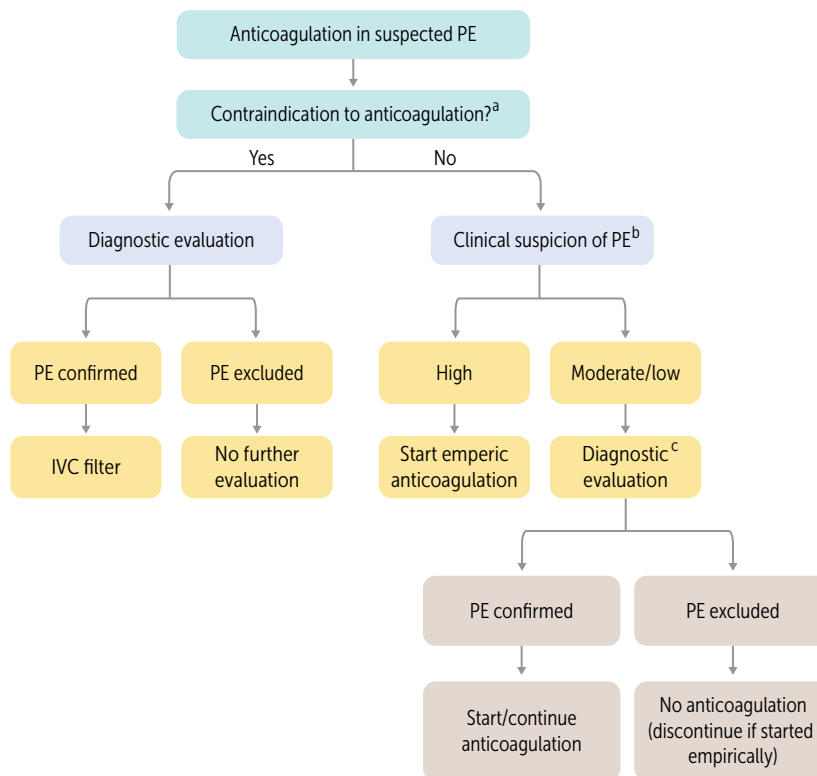 Anticoagulation in suspected PE
Contraindication to anticoagulation?a
Yes
No
Diagnostic evaluation
Clinical suspicion of PEb
PE confirmed
PE excluded
High
Moderate/low
IVC filter
No further
evaluation
Start emperic
anticoagulation
Diagnostic c
evaluation
PE confirmed
PE excluded
Start/continue
anticoagulation
No anticoagulation
(discontinue if started
empirically)